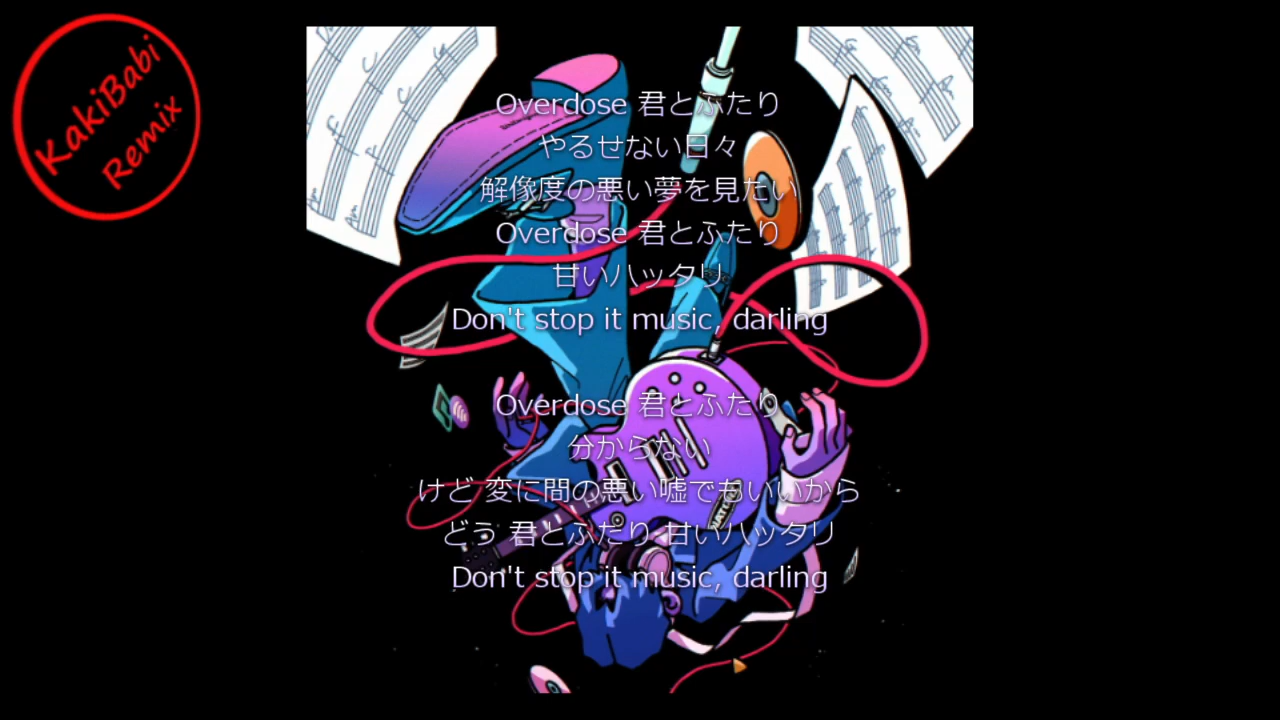 KakiBabi
Remix
Overdose 君とふたり
やるせない日々
解像度の悪い夢を見たい
Overdose 君とふたり
甘いハッタリ
Don't stop it music, darling
Overdose 君とふたり
分からない
けど 変に間の悪い嘘でもいいから
どう 君とふたり 甘いハッタリ
Don't stop it music, darling